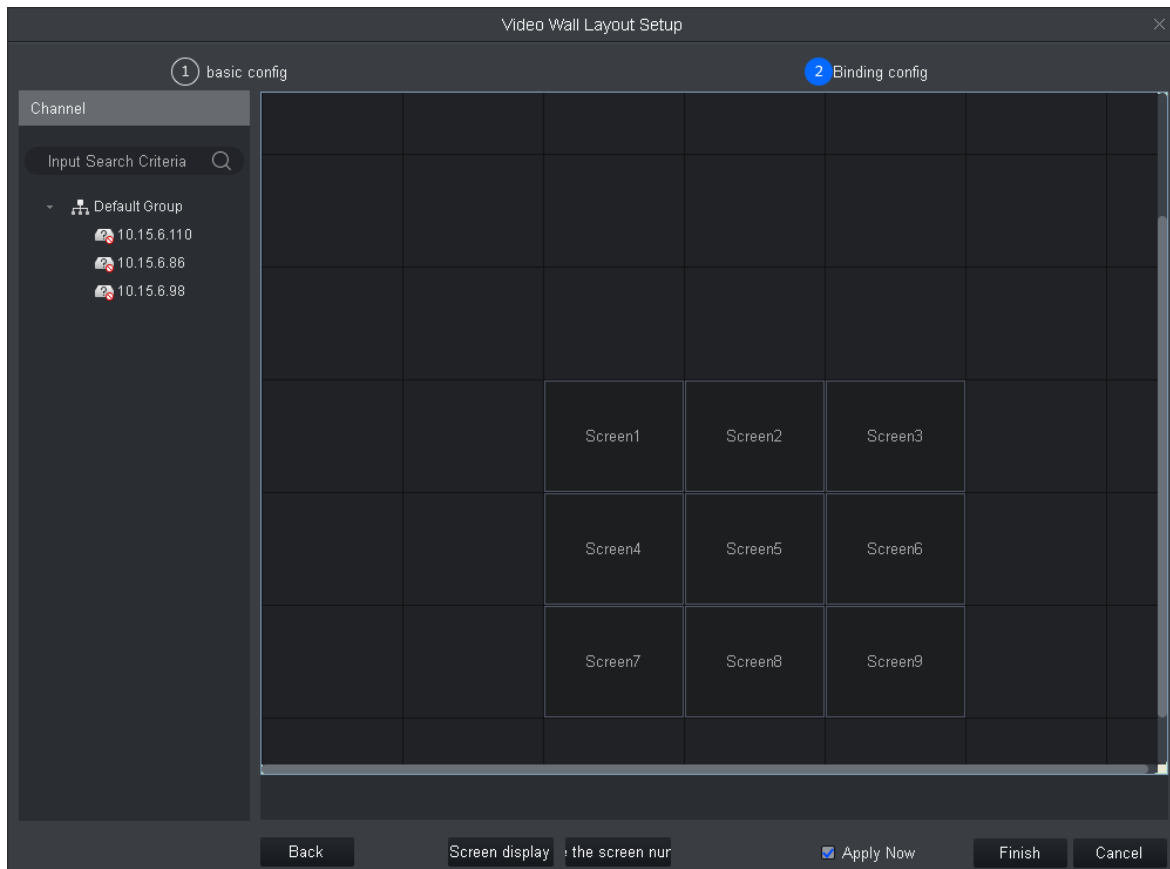 Video Wall Layout Setup
1 basic config
2 Binding config
Channel
Input Search Criteria
Default Group
10.15.6.110
10.15.6.86
10.15.6.98
Screen1 Screen2 Screen3
Screen4 Screen5 Screen6
Screen7 Screen8 Screen9
Back Screen display the screen nur Apply Now Finish Cancel